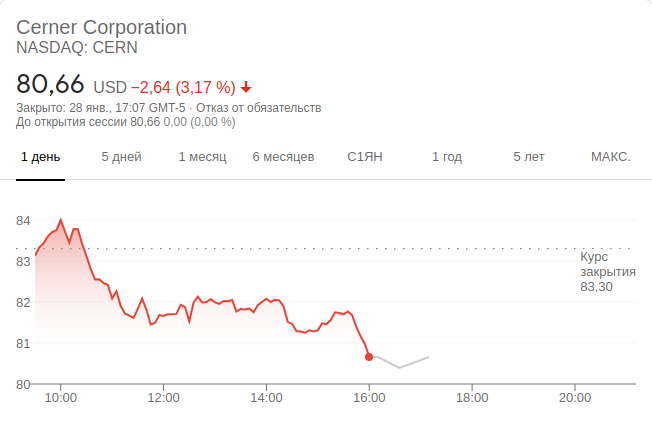 Cerner Corporation
NASDAQ: CERN
80,66 USD −2,64 (3,17 %)
Закрыто: 28 янв., 17:07 GMT-5 · Отказ от обязательств
До открытия сессии 80,66 0,00 (0,00 %)
1 день 5 дней 1 месяц 6 месяцев С1ЯН 1 год 5 лет МАКС.
84
83
82
81
80
Курс
закрытия
83,30
10:00 12:00 14:00 16:00 18:00 20:00